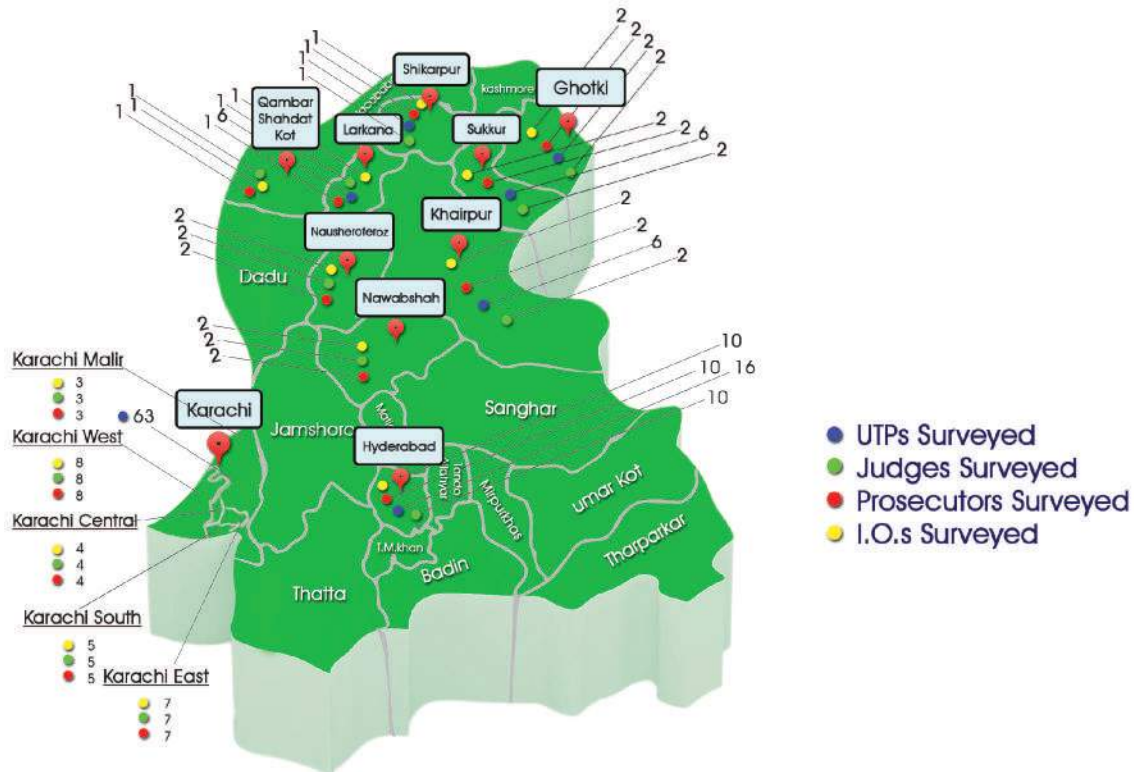 2
2
2
2
1
1
1
1
Shikarpur
kashmore
Ghotki
1
1
1
1
6
1
Qambar
Shahdat
Kot
Larkana
Sukkur
2
2
6
2
Khairpur
2
2
6
2
2
2
2
Nausheroferoz
Dadu
Nawabshah
2
2
2
10
10
16
10
Karachi Malir
3
3
3
63
Karachi
Sanghar
Jamshoro
Hyderabad
Tando
Mirpurkhas
umar Kot
Tharparkar
Karachi West
8
8
8
Karachi Central
4
4
4
T.M.khan
Badin
Thatta
Karachi South
5
5
5
Karachi East
7
7
7
UTPs Surveyed
Judges Surveyed
Prosecutors Surveyed
I.O.s Surveyed